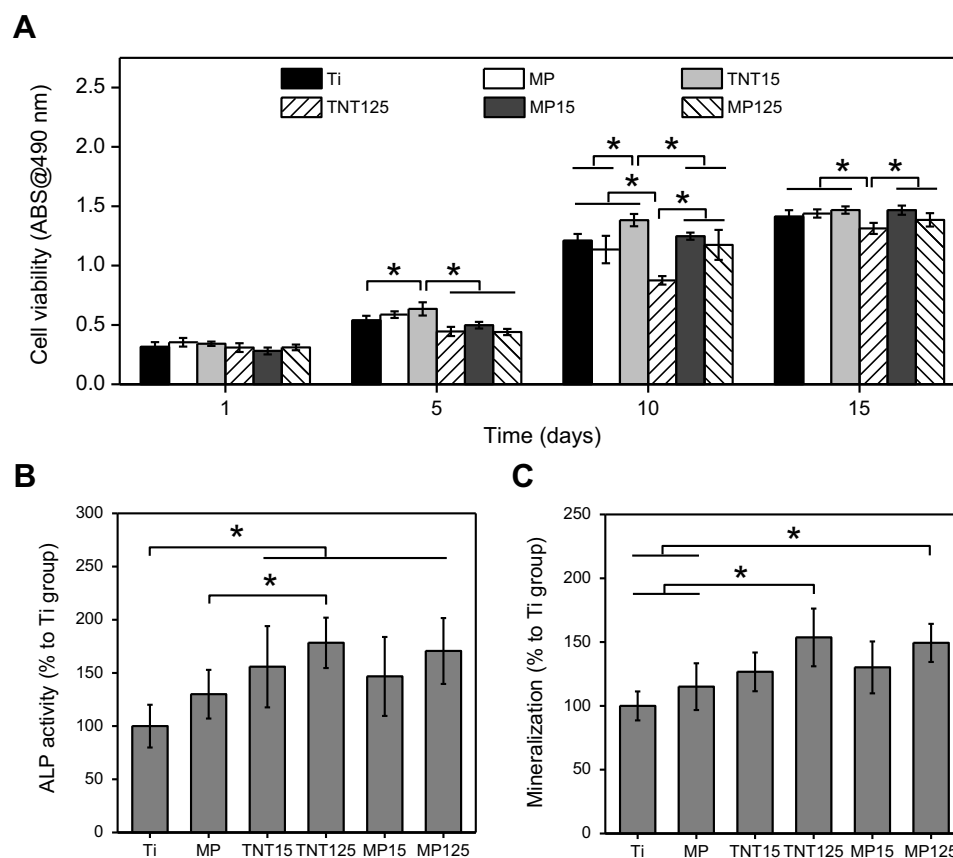 A
Cell viability (ABS@490 nm)
2.5
2.0
1.5
1.0
0.5
0.0
Ti MP TNT15
TNT125 MP15 MP125
* *
*
*
* *
* *
1 5 10 15
Time (days)
B
ALP activity (% to Ti group)
300
250
200
150
100
50
0
*
*
Ti MP TNT15 TNT125 MP15 MP125
C
Mineralization (% to Ti group)
250
200
150
100
50
0
*
*
Ti MP TNT15 TNT125 MP15 MP125